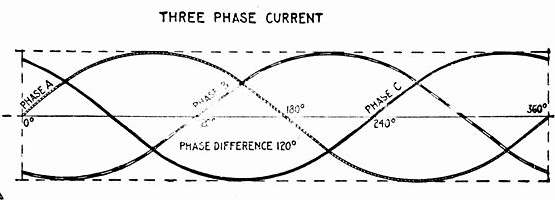 THREE PHASE CURRENT
PHASE A
PHASE
PHASE C
0°
180°
240°
360°
PHASE DIFFERENCE 120°